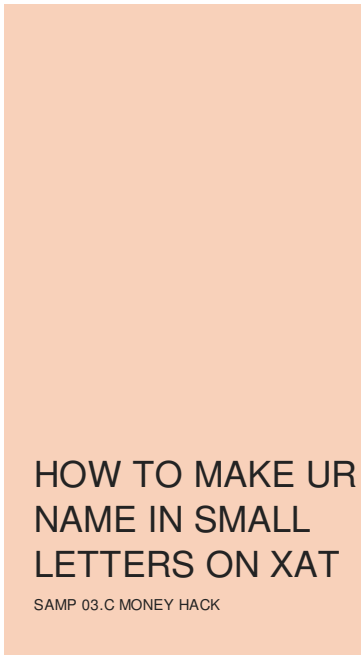 HOW TO MAKE UR
NAME IN SMALL
LETTERS ON XAT
SAMP 03.C MONEY HACK